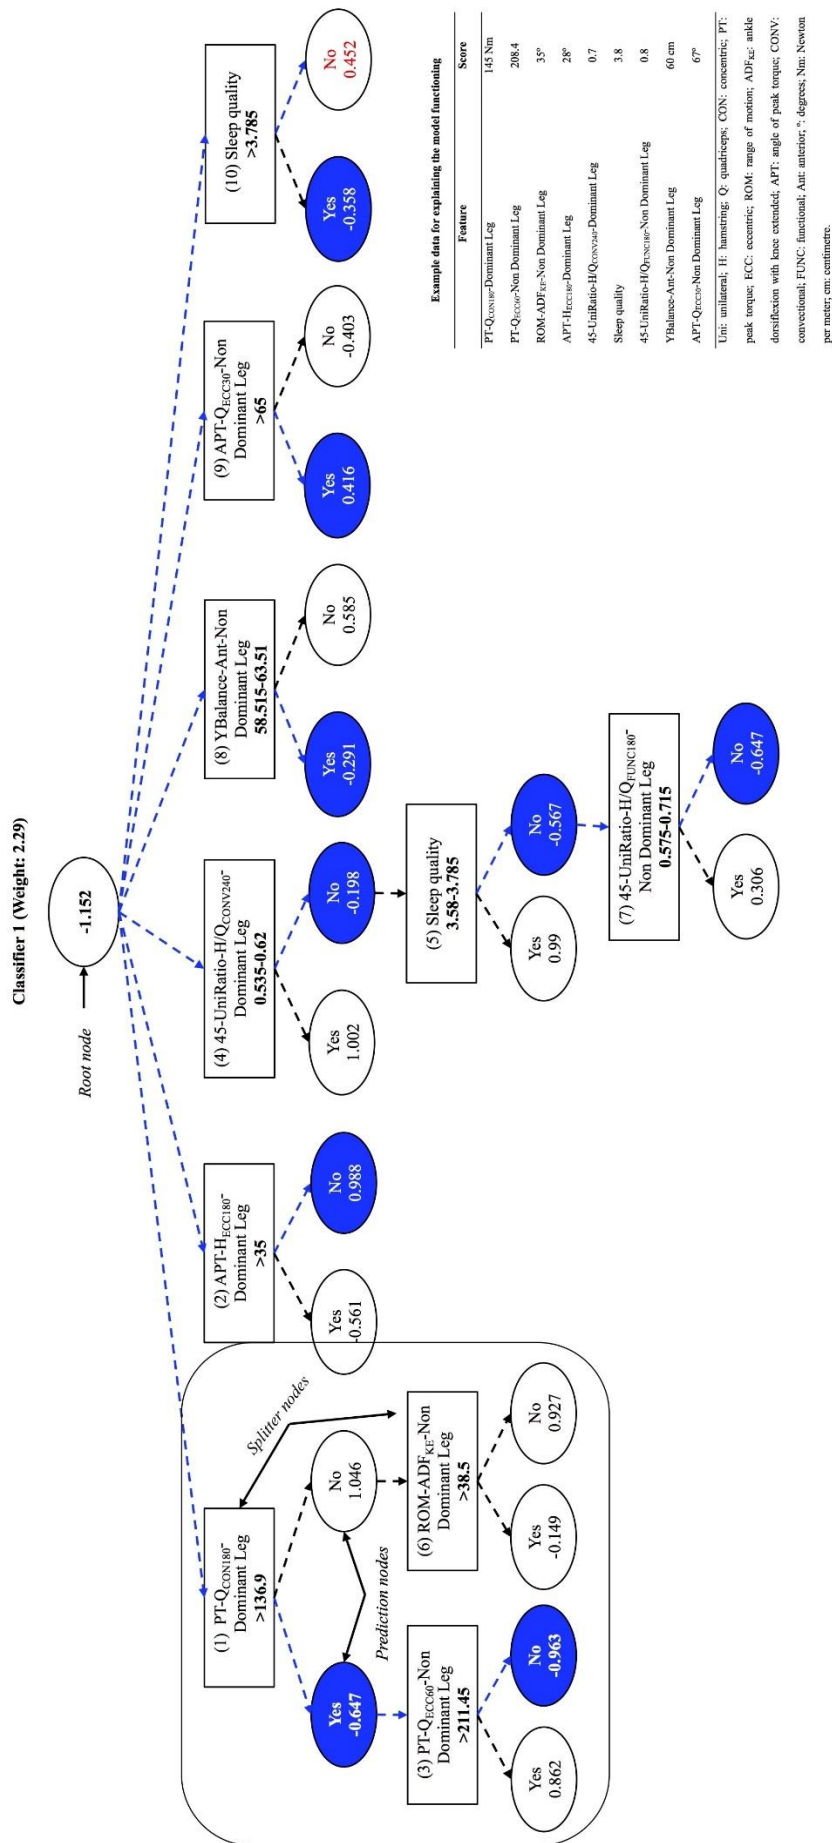 Classifier 1 (Weight: 2.29)
Root node
-1.152
(1) PT-QCON180-
Dominant Leg
>136.9
(2) APT-HECC180-
Dominant Leg
>35
(4) 45-UniRatio-H/QCONV240-
Dominant Leg
0.535-0.62
(8) YBalance-Ant-Non
Dominant Leg
58.515-63.51
(9) APT-QECC30-Non
Dominant Leg
>65
(10) Sleep quality
>3.785
Splitter nodes
Yes
-0.647
No
1.046
Yes
-0.561
No
0.988
Yes
1.002
No
-0.198
Yes
-0.291
No
0.585
Yes
0.416
No
-0.403
Yes
-0.358
No
0.452
Prediction nodes
(3) PT-QECC60-Non
Dominant Leg
>211.45
(6) ROM-ADFKE-Non
Dominant Leg
>38.5
(5) Sleep quality
3.58-3.785
Yes
0.862
No
-0.963
Yes
-0.149
No
0.927
Yes
0.99
No
-0.567
(7) 45-UniRatio-H/QFUNC180-
Non Dominant Leg
0.575-0.715
Yes
0.306
No
-0.647
Example data for explaining the model functioning
Feature Score
PT-QCON180-Dominant Leg 145 Nm
PT-QECC60-Non Dominant Leg 208.4
ROM-ADFKE-Non Dominant Leg 35º
APT-HECC180-Dominant Leg 28º
45-UniRatio-H/QCONV240-Dominant Leg 0.7
Sleep quality 3.8
45-UniRatio-H/QFUNC180-Non Dominant Leg 0.8
YBalance-Ant-Non Dominant Leg 60 cm
APT-QECC30-Non Dominant Leg 67º
Uni: unilateral; H: hamstring; Q: quadriceps; CON: concentric; PT:
peak torque; ECC: eccentric; ROM: range of motion; ADFKE: ankle
dorsiflexion with knee extended; APT: angle of peak torque; CONV:
convectional; FUNC: functional; Ant: anterior; º: degrees; Nm: Newton
per meter; cm: centimetre.